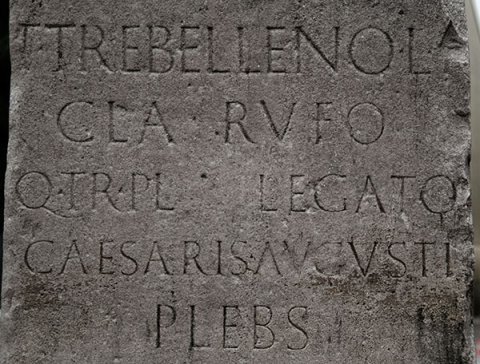 T·TREBELLENO·L·
CLA·RVFO
Q·TR·PL · LEGATO
CAESARIS·AVGVSTI
PLEBS